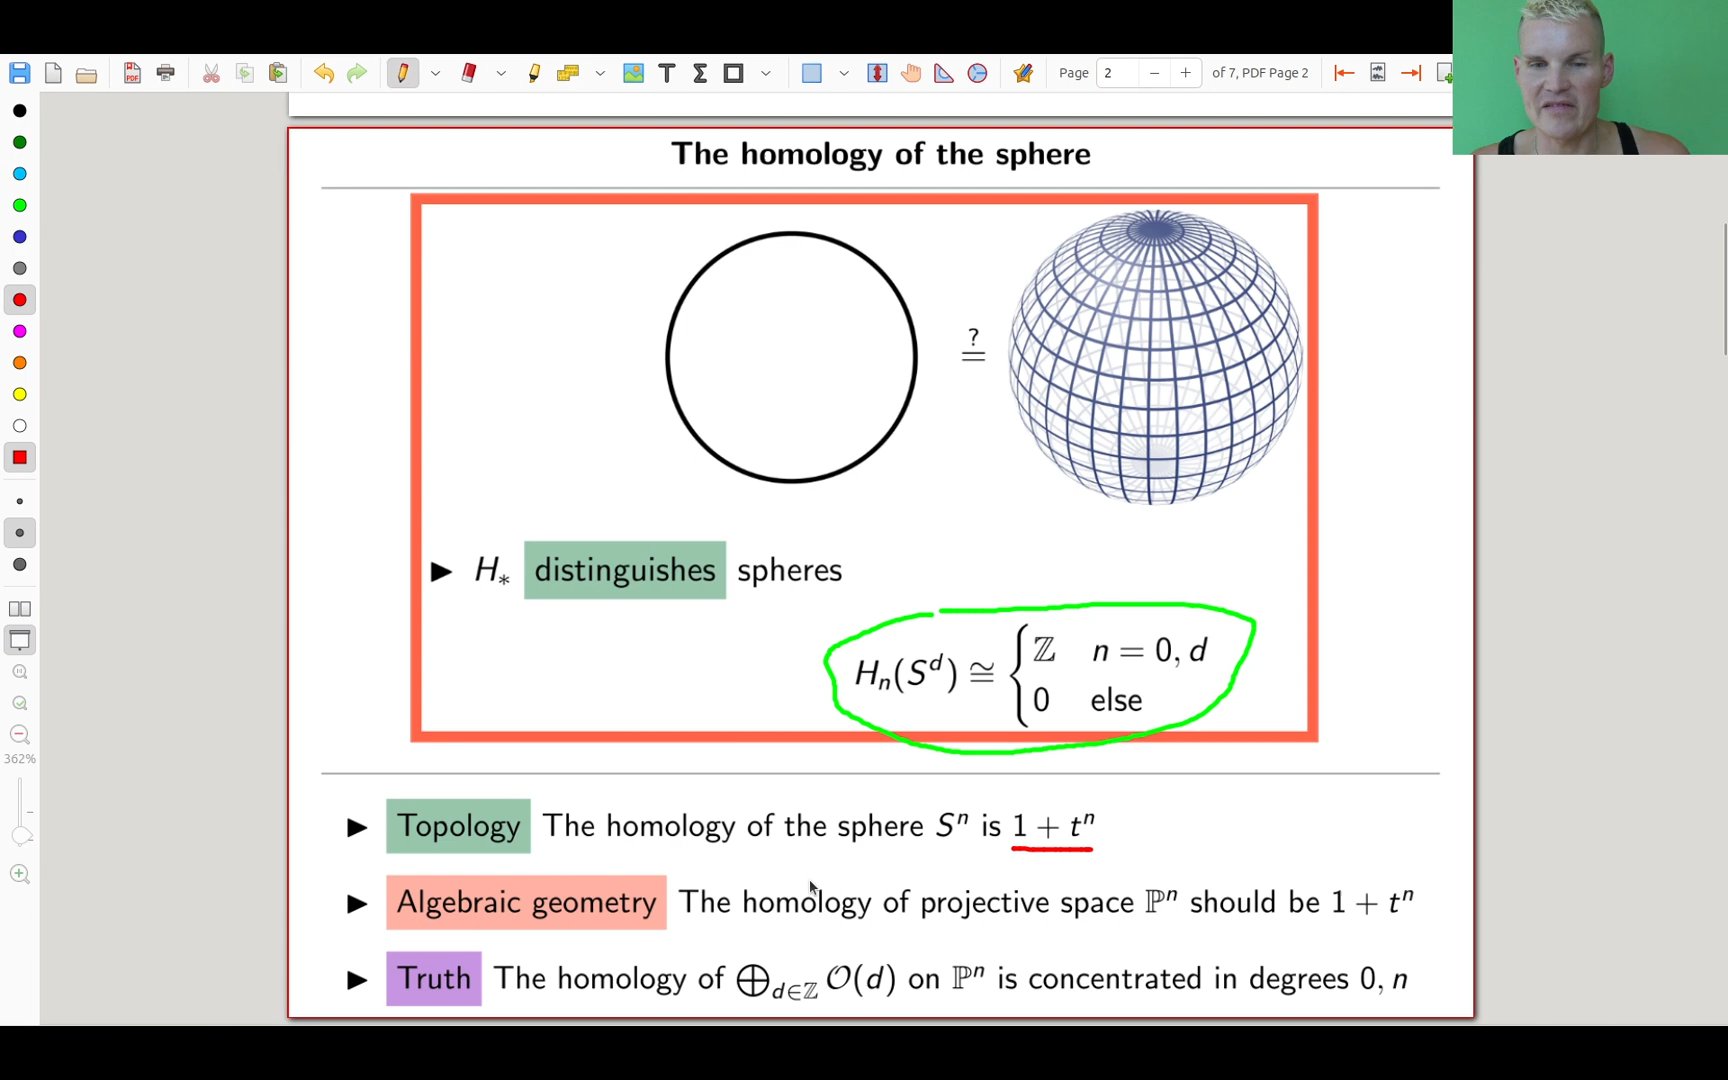 Page 2 of 7, PDF Page 2
PDF
The homology of the sphere
? =
▶ H_* distinguishes spheres
H_n(S^d) ≅ { ℤ n = 0, d
0 else
362%
▶ Topology The homology of the sphere S^n is 1 + t^n
▶ Algebraic geometry The homology of projective space ℙ^n should be 1 + t^n
▶ Truth The homology of ⊕_{d∈ℤ} 𝒪(d) on ℙ^n is concentrated in degrees 0, n